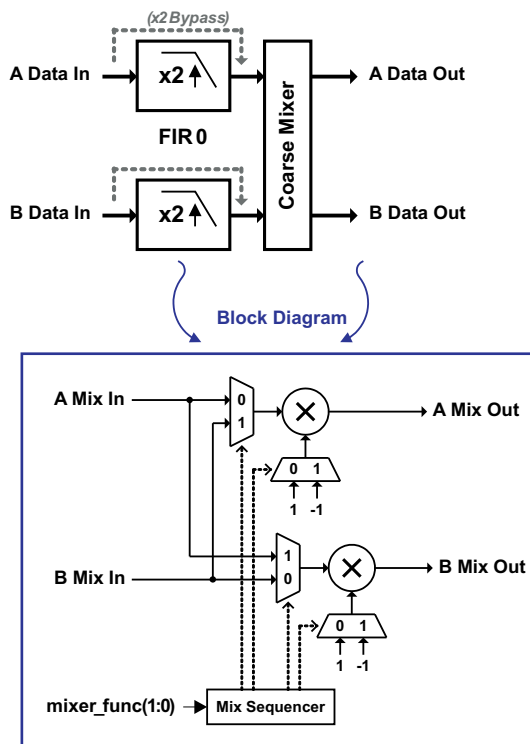 (x2 Bypass)
A Data In
x2
A Data Out
FIR 0
Coarse Mixer
B Data In
x2
B Data Out
Block Diagram
A Mix In
0
1
A Mix Out
0 1
1 -1
B Mix In
1
0
B Mix Out
0 1
1 -1
mixer_func(1:0)
Mix Sequencer